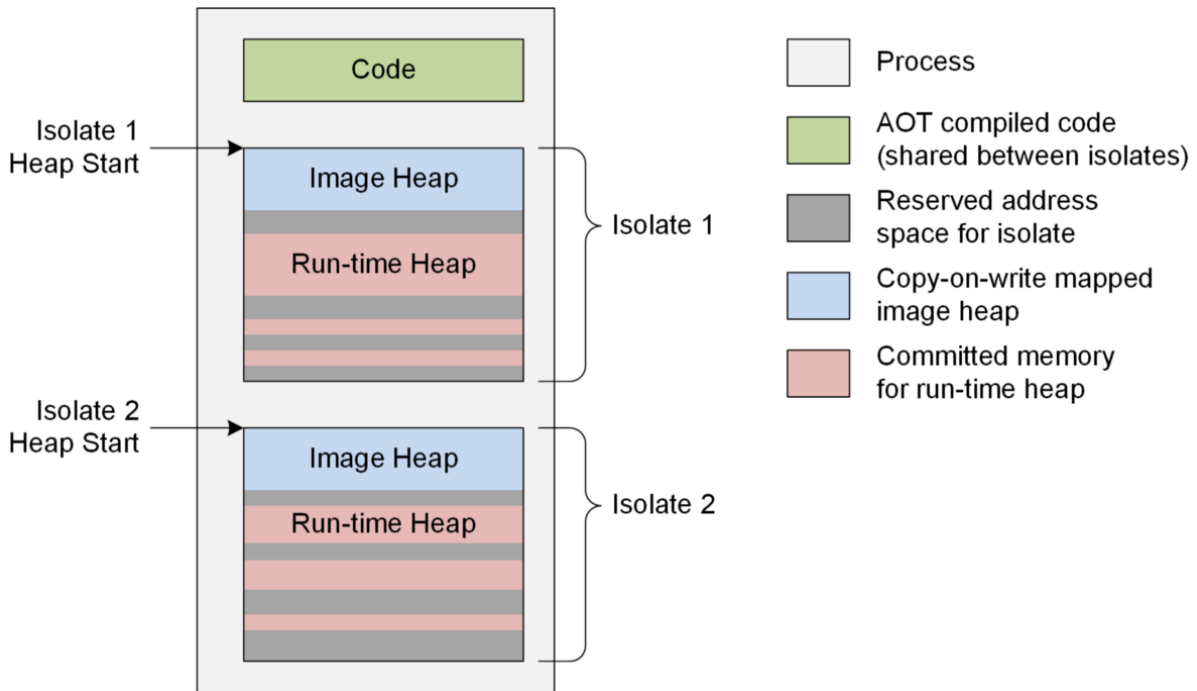 Code
Isolate 1
Heap Start
Image Heap
Run-time Heap
Isolate 1
Isolate 2
Heap Start
Image Heap
Run-time Heap
Isolate 2
Process
AOT compiled code
(shared between isolates)
Reserved address
space for isolate
Copy-on-write mapped
image heap
Committed memory
for run-time heap